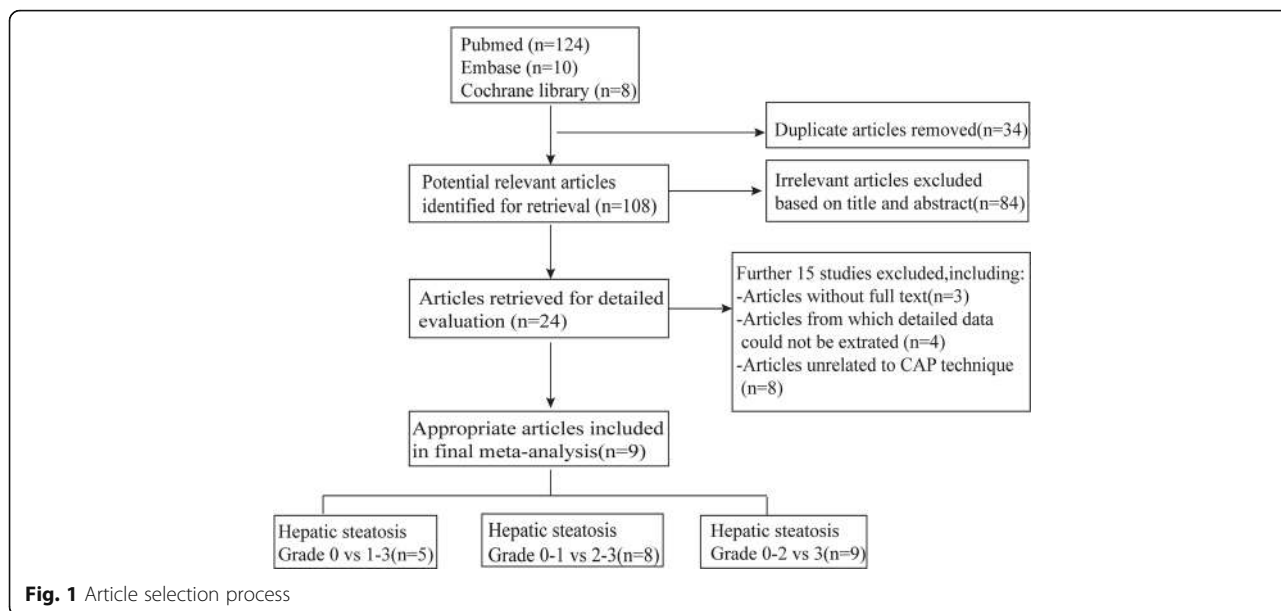 Pubmed (n=124)
Embase (n=10)
Cochrane library (n=8)
Duplicate articles removed(n=34)
Potential relevant articles
identified for retrieval (n=108)
Irrelevant articles excluded
based on title and abstract(n=84)
Articles retrieved for detailed
evaluation (n=24)
Further 15 studies excluded,including:
-Articles without full text(n=3)
-Articles from which detailed data
could not be extrated (n=4)
-Articles unrelated to CAP technique
(n=8)
Appropriate articles included
in final meta-analysis(n=9)
Hepatic steatosis
Grade 0 vs 1-3(n=5)
Hepatic steatosis
Grade 0-1 vs 2-3(n=8)
Hepatic steatosis
Grade 0-2 vs 3(n=9)
Fig. 1 Article selection process